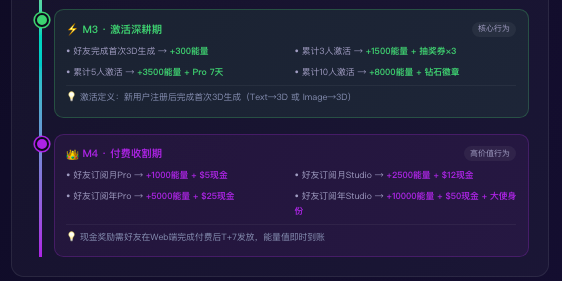 ⚡ M3 · 激活深耕期
核心行为
• 好友完成首次3D生成 → +300能量
• 累计3人激活 → +1500能量 + 抽奖券×3
• 累计5人激活 → +3500能量 + Pro 7天
• 累计10人激活 → +8000能量 + 钻石徽章
💡 激活定义：新用户注册后完成首次3D生成（Text→3D 或 Image→3D）
👑 M4 · 付费收割期
高价值行为
• 好友订阅月Pro → +1000能量 + $5现金
• 好友订阅月Studio → +2500能量 + $12现金
• 好友订阅年Pro → +5000能量 + $25现金
• 好友订阅年Studio → +10000能量 + $50现金 + 大使身
份
💡 现金奖励需好友在Web端完成付费后T+7发放，能量值即时到账